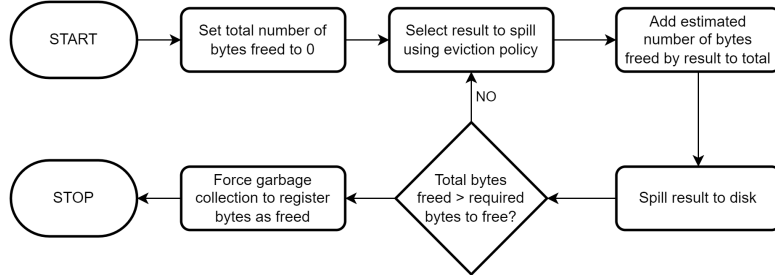 START
Set total number of
bytes freed to 0
Select result to spill
using eviction policy
Add estimated
number of bytes
freed by result to total
NO
STOP
Force garbage
collection to register
bytes as freed
Total bytes
freed > required
bytes to free?
Spill result to disk